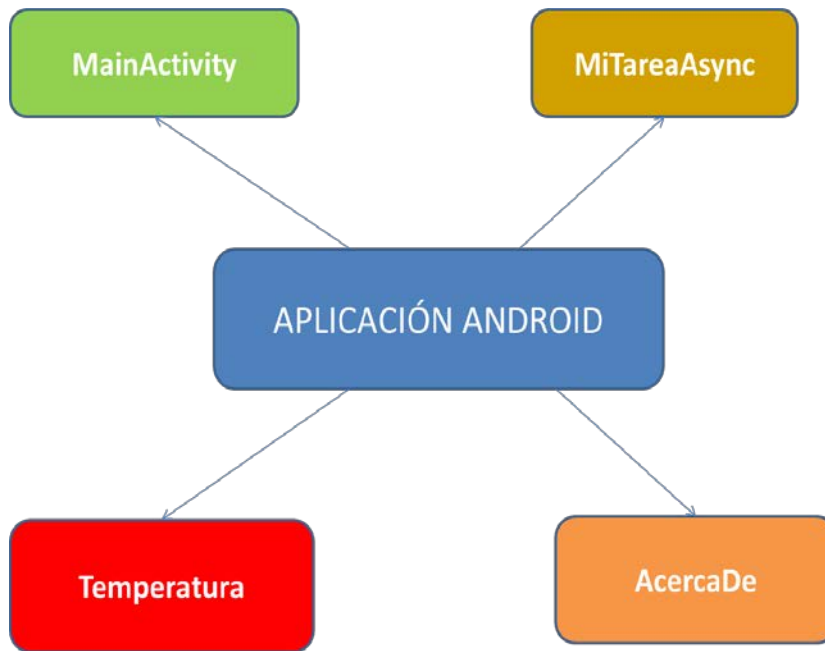 MainActivity
MiTareaAsync
APLICACIÓN ANDROID
Temperatura
AcercaDe